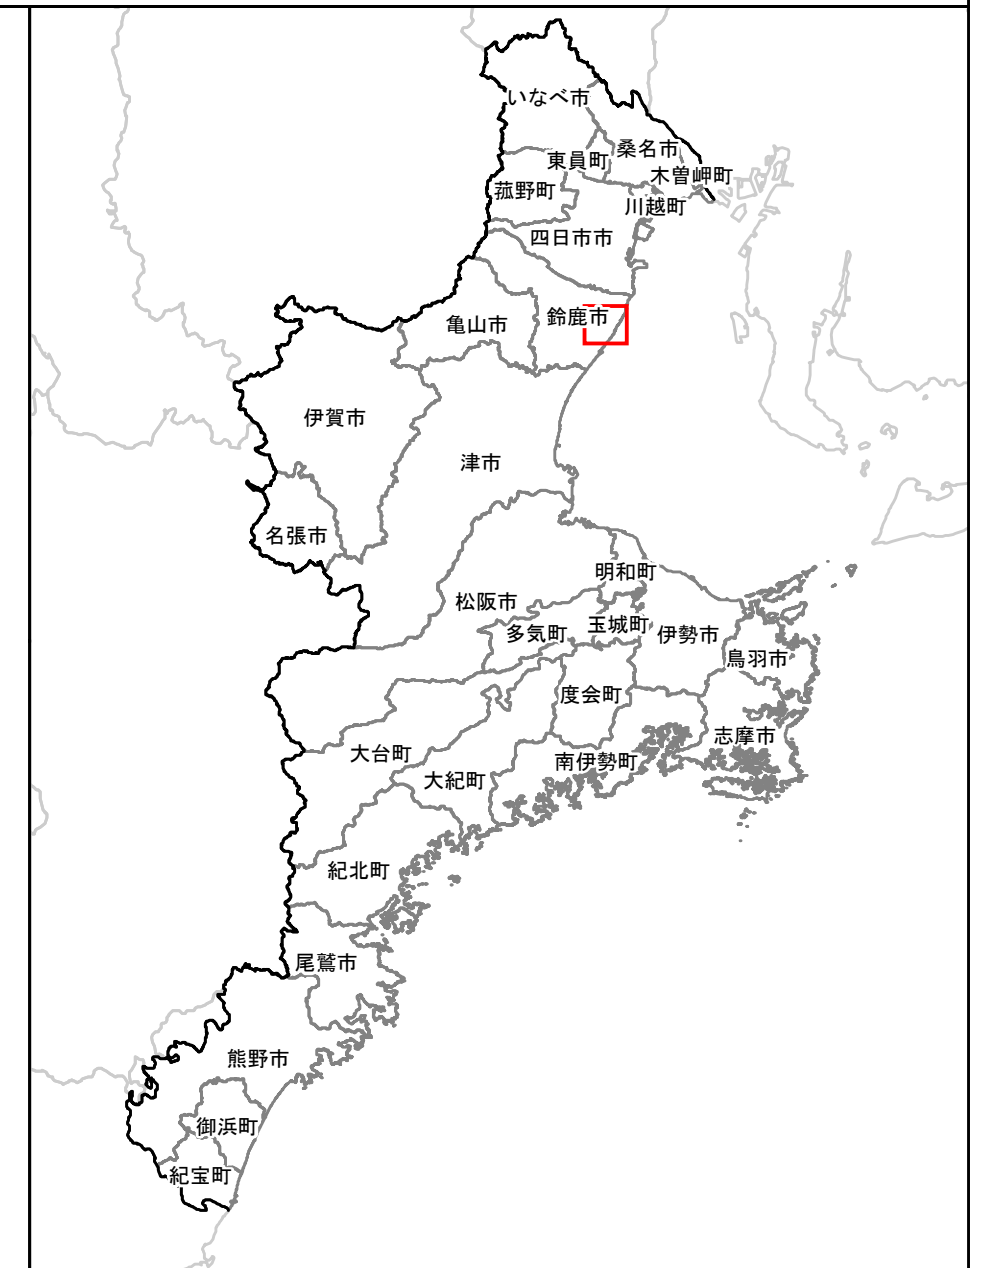 いなべ市
桑名市
東員町
木曽岬町
菰野町
川越町
四日市市
鈴鹿市
亀山市
伊賀市
津市
名張市
明和町
松阪市
玉城町
多気町
伊勢市
鳥羽市
度会町
志摩市
大台町
南伊勢町
大紀町
紀北町
尾鷲市
熊野市
御浜町
紀宝町